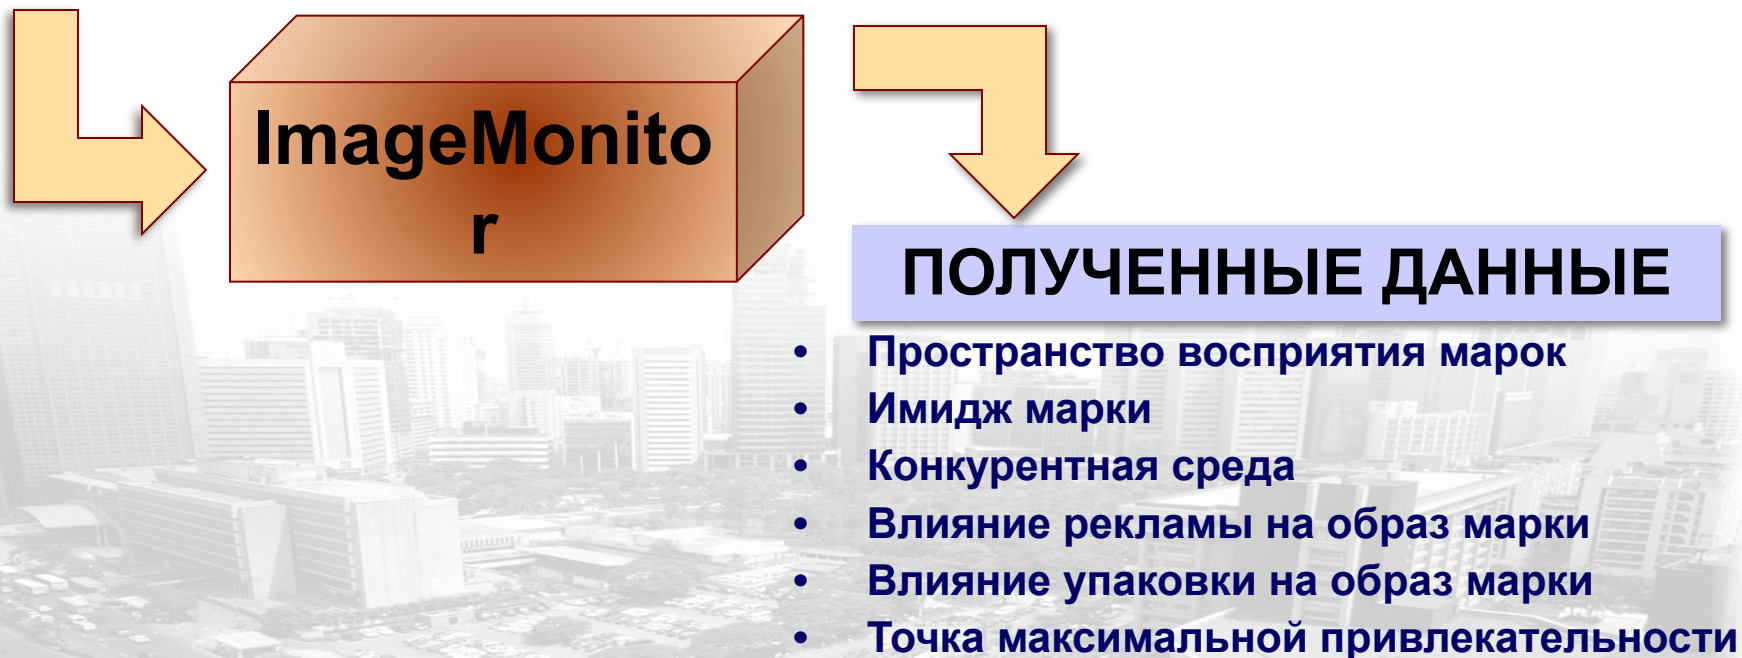 ImageMonito
r
ПОЛУЧЕННЫЕ ДАННЫЕ
• Пространство восприятия марок
• Имидж марки
• Конкурентная среда
• Влияние рекламы на образ марки
• Влияние упаковки на образ марки
• Точка максимальной привлекательности